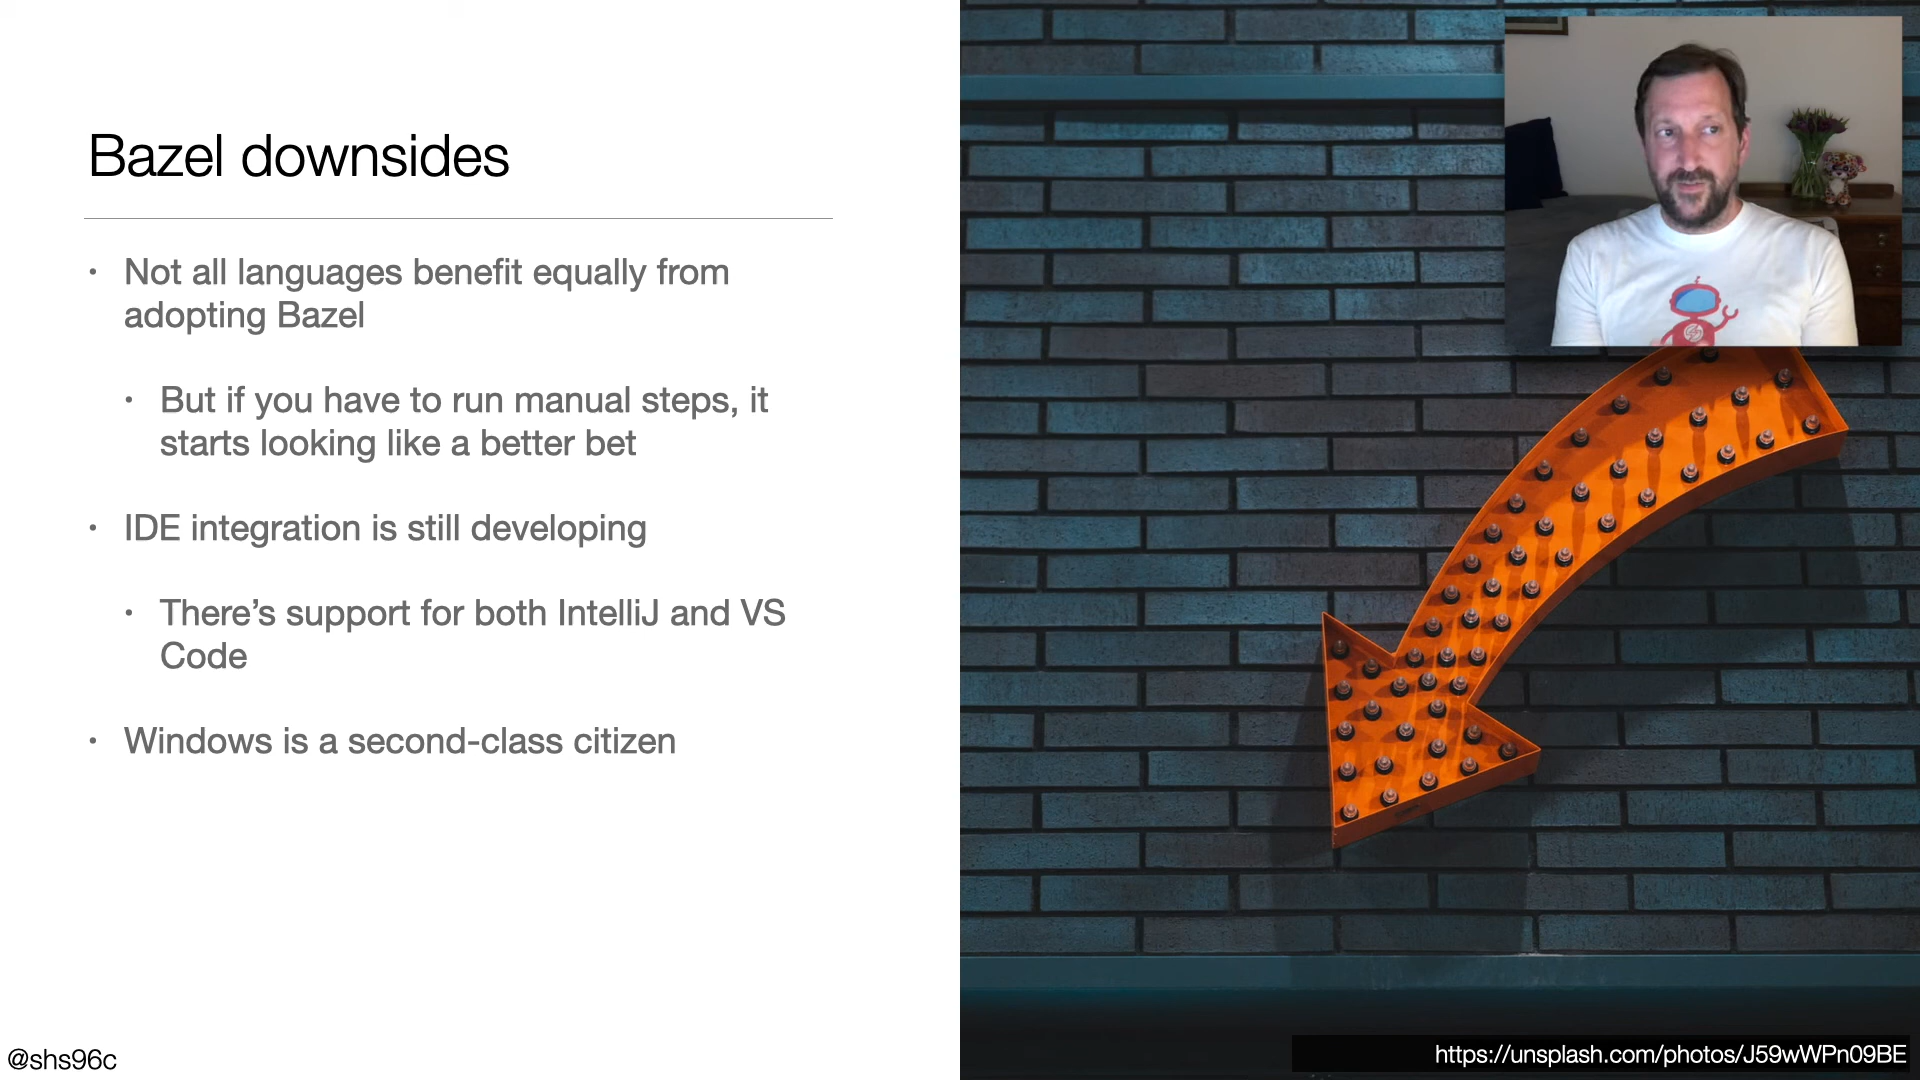 Bazel downsides
• Not all languages benefit equally from
adopting Bazel
• But if you have to run manual steps, it
starts looking like a better bet
• IDE integration is still developing
• There’s support for both IntelliJ and VS
Code
• Windows is a second-class citizen
@shs96c
https://unsplash.com/photos/J59wWPn09BE